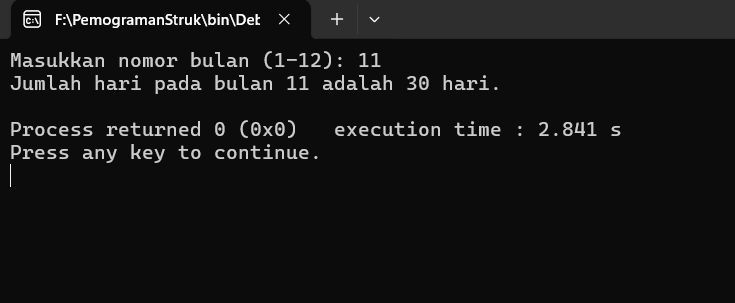 F:\PemogramanStruk\bin\Deb
Masukkan nomor bulan (1-12): 11
Jumlah hari pada bulan 11 adalah 30 hari.
Process returned 0 (0x0)   execution time : 2.841 s
Press any key to continue.